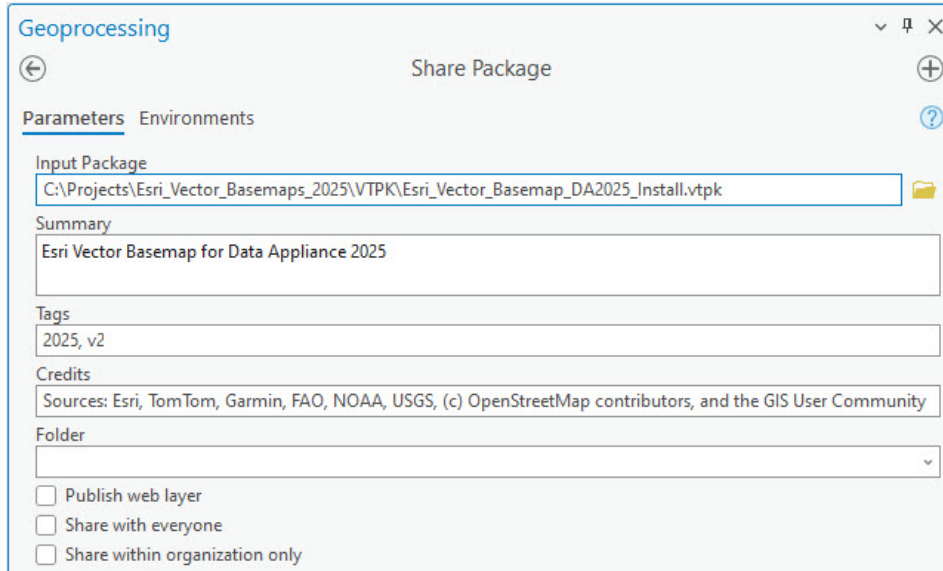 Geoprocessing
Share Package
Parameters Environments
Input Package
C:\Projects\Esri_Vector_Basemaps_2025\VTPK\Esri_Vector_Basemap_DA2025_Install.vtpk
Summary
Esri Vector Basemap for Data Appliance 2025
Tags
2025, v2
Credits
Sources: Esri, TomTom, Garmin, FAO, NOAA, USGS, (c) OpenStreetMap contributors, and the GIS User Community
Folder
Publish web layer
Share with everyone
Share within organization only